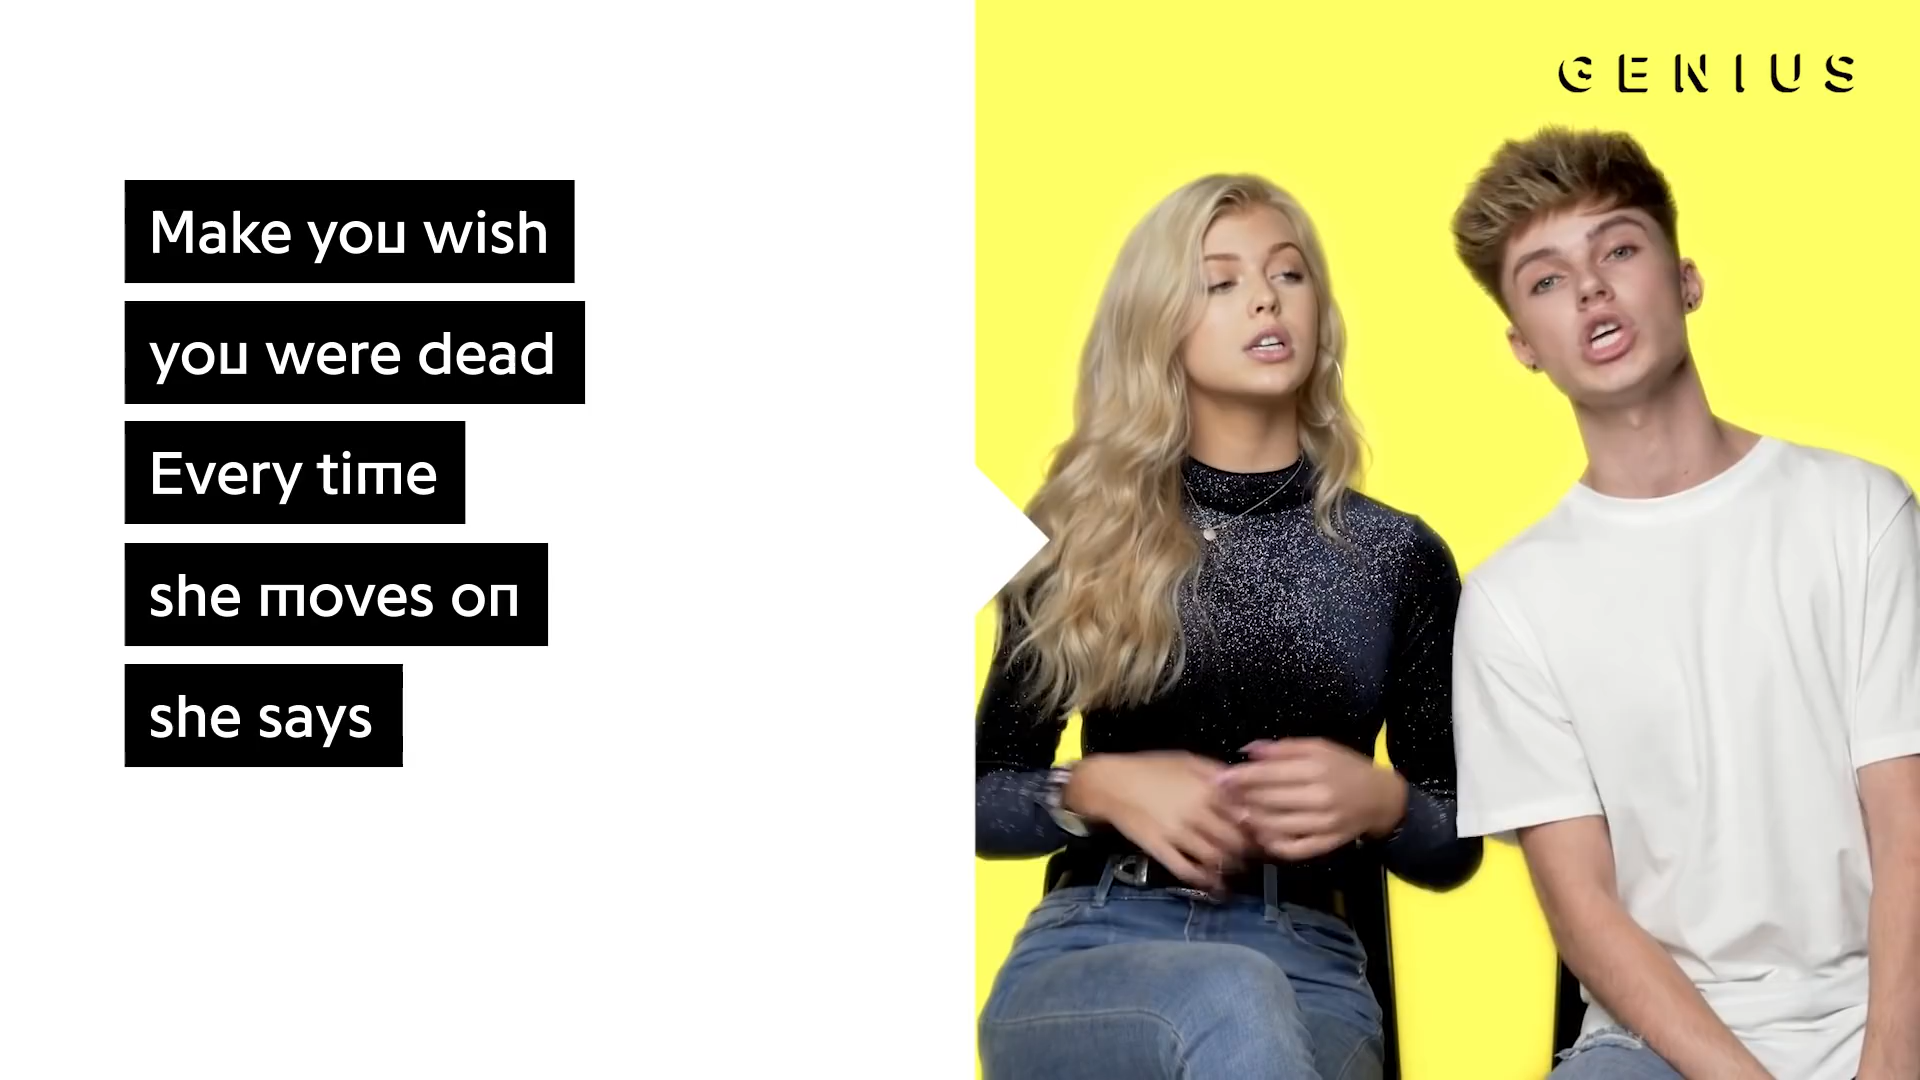 GENIUS
Make you wish
you were dead
Every time
she moves on
she says